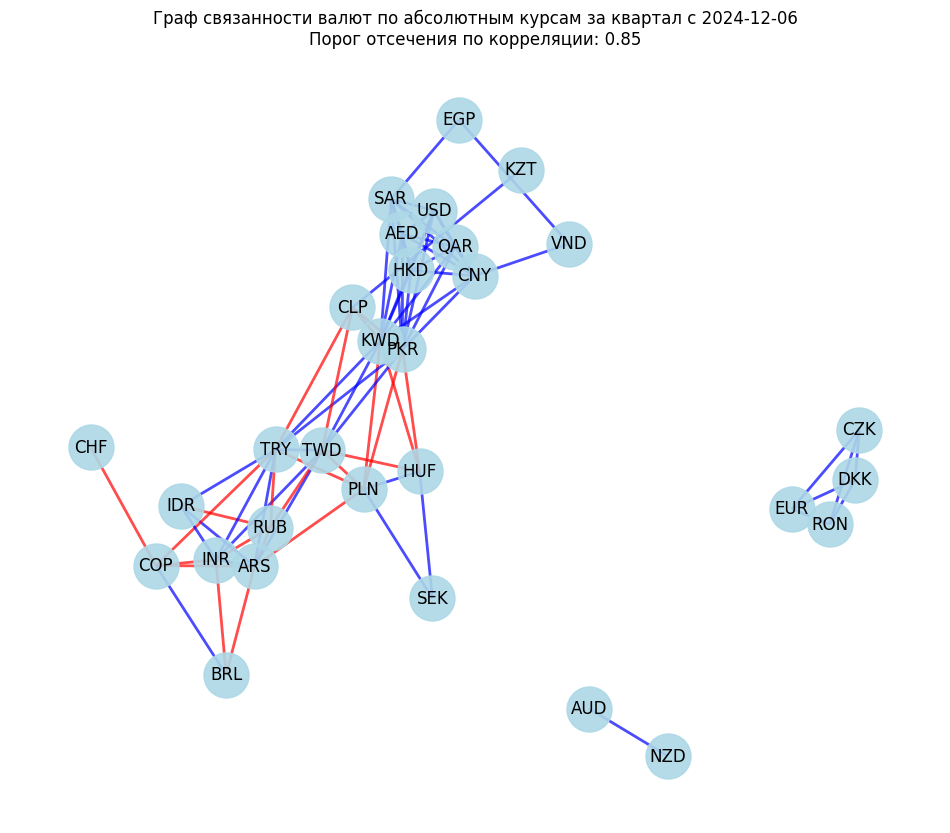 Граф связанности валют по абсолютным курсам за квартал с 2024-12-06
Порог отсечения по корреляции: 0.85
EGP
KZT
SAR
USD
AED
QAR
VND
HKD
CNY
CLP
KWD
PKR
CZK
CHF
TRY
TWD
HUF
DKK
PLN
IDR
EUR
RUB
RON
INR
COP
ARS
SEK
BRL
AUD
NZD